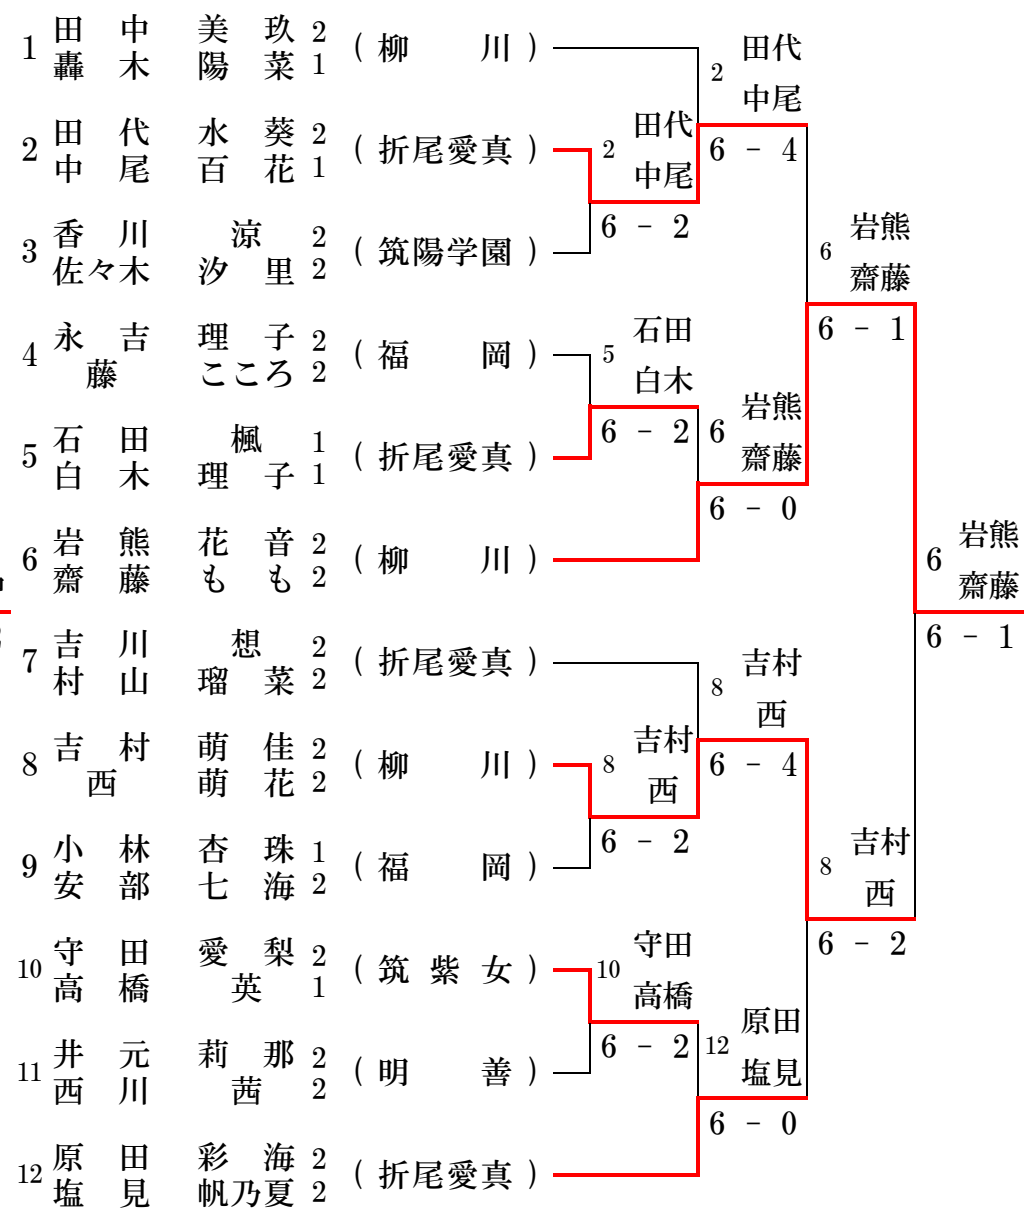 1 田中 美玖 2 (柳川)
轟木 陽菜 1
2 田代 水葵 2 (折尾愛真)
中尾 百花 1
3 香川 涼 2 (筑陽学園)
佐々木 汐里 2
4 永吉 理子 2 (福岡)
藤 こころ 2
5 石田 楓 1 (折尾愛真)
白木 理子 1
6 岩熊 花音 2 (柳川)
齋藤 もも 2
7 吉川 想 2 (折尾愛真)
村山 瑠菜 2
8 吉村 萌佳 2 (柳川)
西 萌花 2
9 小林 杏珠 1 (福岡)
安部 七海 2
10 守田 愛梨 2 (筑紫女)
高橋 英 1
11 井元 莉那 2 (明善)
西川 茜 2
12 原田 彩海 2 (折尾愛真)
塩見 帆乃夏 2
2 田代
中尾
6 - 2
5 石田
白木
6 - 2
8 吉村
西
6 - 2
10 守田
高橋
6 - 2
2 田代
中尾
6 - 4
6 岩熊
齋藤
6 - 0
8 吉村
西
6 - 4
12 原田
塩見
6 - 0
6 岩熊
齋藤
6 - 1
8 吉村
西
6 - 2
6 岩熊
齋藤
6 - 1